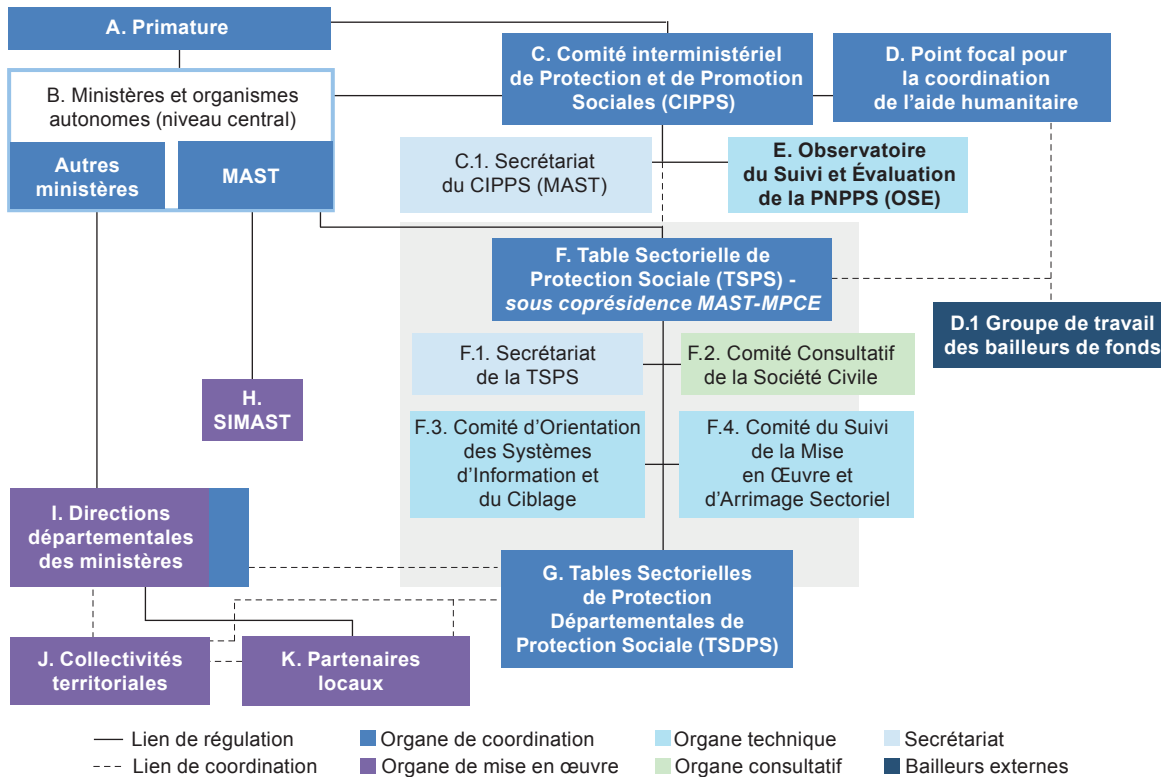 A. Primature
B. Ministères et organismes
autonomes (niveau central)
Autres
ministères
MAST
C. Comité interministériel
de Protection et de Promotion
Sociales (CIPPS)
D. Point focal pour
la coordination
de l’aide humanitaire
C.1. Secrétariat
du CIPPS (MAST)
E. Observatoire
du Suivi et Évaluation
de la PNPPS (OSE)
F. Table Sectorielle de
Protection Sociale (TSPS) -
sous coprésidence MAST-MPCE
D.1 Groupe de travail
des bailleurs de fonds
F.1. Secrétariat
de la TSPS
F.2. Comité Consultatif
de la Société Civile
H.
SIMAST
F.3. Comité d’Orientation
des Systèmes
d’Information et
du Ciblage
F.4. Comité du Suivi
de la Mise
en Œuvre et
d’Arrimage Sectoriel
I. Directions
départementales
des ministères
G. Tables Sectorielles
de Protection
Départementales de
Protection Sociale (TSDPS)
J. Collectivités
territoriales
K. Partenaires
locaux
Lien de régulation
Lien de coordination
Organe de coordination
Organe de mise en œuvre
Organe technique
Organe consultatif
Secrétariat
Bailleurs externes